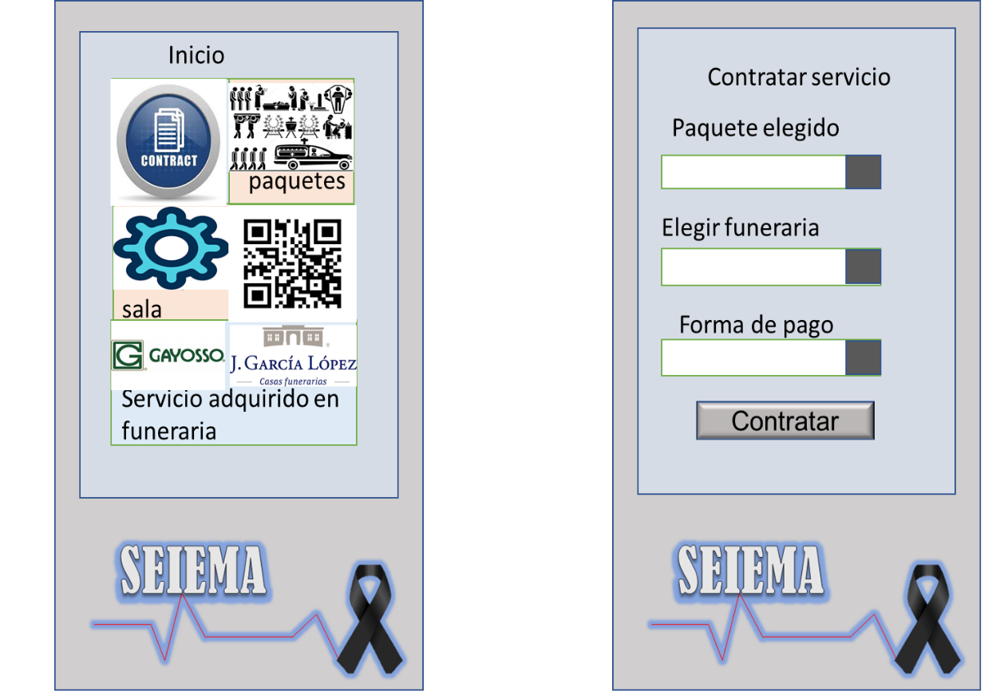 Inicio
CONTRACT
paquetes
sala
G GAYOSSO
J. GARCÍA LÓPEZ
Casas funerarias
Servicio adquirido en
funeraria
SEIEMA
Contratar servicio
Paquete elegido
Elegir funeraria
Forma de pago
Contratar
SEIEMA